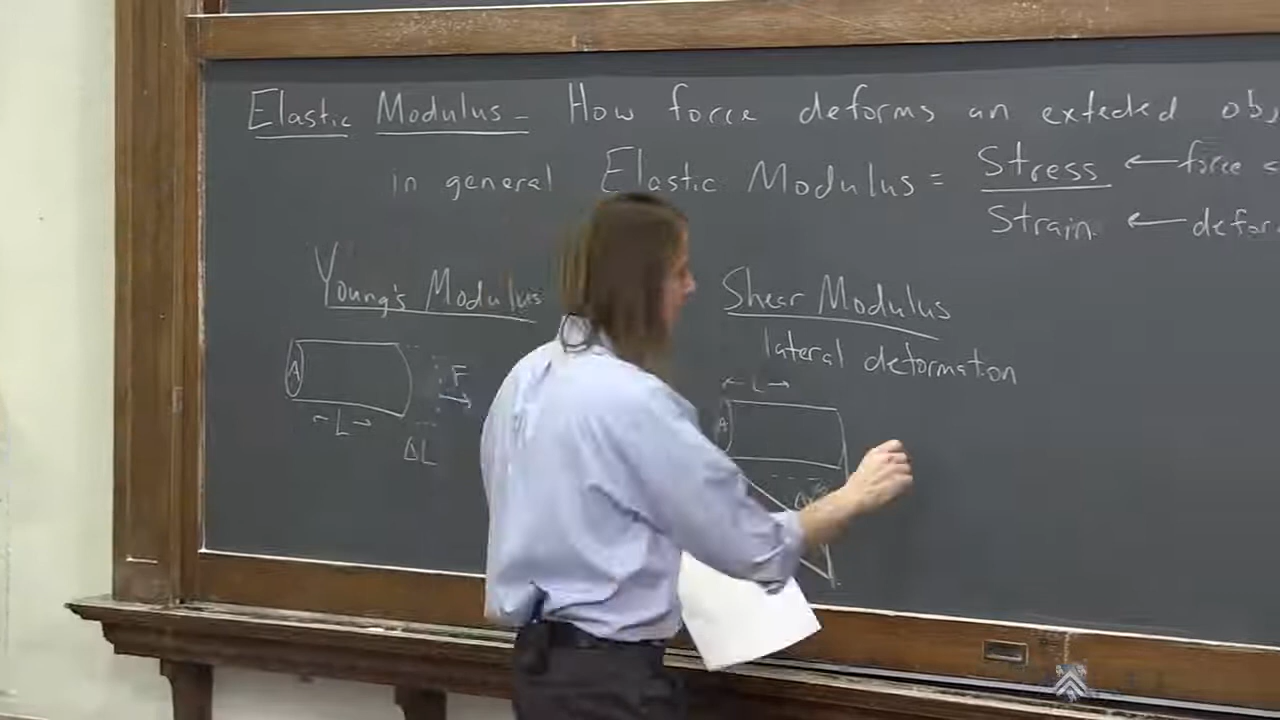 Elastic Modulus - How force deforms an exteded obj
in general Elastic Modulus = Stress ← force
Strain ← defor
Young's Modulus
A
F
L
ΔL
Shear Modulus
lateral deformation
L
A